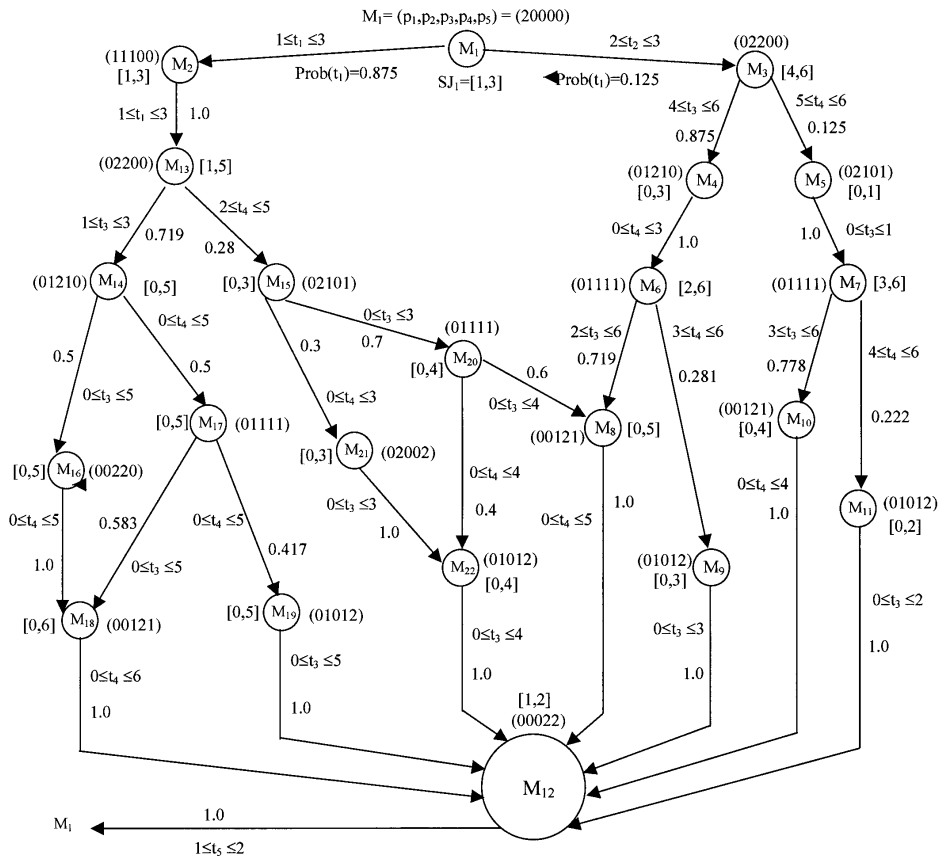 M₁= (p₁,p₂,p₃,p₄,p₅) = (20000)
1≤t₁ ≤3
2≤t₂ ≤3
(11100)
M₂
[1,3]
Prob(t₁)=0.875
M₁
SJ₁=[1,3]
Prob(t₁)=0.125
(02200)
M₃
[4,6]
1≤t₁ ≤3
1.0
4≤t₃ ≤6
0.875
5≤t₄ ≤6
0.125
(02200)
M₁₃
[1,5]
(01210)
[0,3]
M₄
M₅
(02101)
[0,1]
1≤t₃ ≤3
0.719
2≤t₄ ≤5
0.28
0≤t₄ ≤3
1.0
1.0
0≤t₃≤1
(01210)
M₁₄
[0,5]
[0,3]
M₁₅
(02101)
(01111)
M₆
[2,6]
(01111)
M₇
[3,6]
0≤t₄ ≤5
0.5
0.5
0≤t₃ ≤3
0.7
(01111)
M₂₀
[0,4]
2≤t₃ ≤6
0.719
3≤t₄ ≤6
0.281
3≤t₃ ≤6
0.778
4≤t₄ ≤6
0.222
0≤t₃ ≤5
0.3
0≤t₄ ≤3
0.6
0≤t₃ ≤4
[0,5]
M₁₇
(01111)
[0,3]
M₂₁
(02002)
M₈
(00121)
[0,5]
M₁₀
(00121)
[0,4]
[0,5]
M₁₆
(00220)
0≤t₄ ≤5
1.0
0.583
0≤t₃ ≤5
0≤t₄ ≤5
0.417
0≤t₃ ≤3
1.0
0≤t₄ ≤4
0.4
0≤t₄ ≤5
1.0
0≤t₄ ≤4
1.0
M₁₁
(01012)
[0,2]
M₂₂
(01012)
[0,4]
(01012)
[0,3]
M₉
[0,6]
M₁₈
(00121)
[0,5]
M₁₉
(01012)
0≤t₃ ≤4
1.0
0≤t₃ ≤3
1.0
0≤t₃ ≤2
1.0
0≤t₄ ≤6
1.0
0≤t₃ ≤5
1.0
[1,2]
(00022)
M₁₂
M₁
1.0
1≤t₅ ≤2